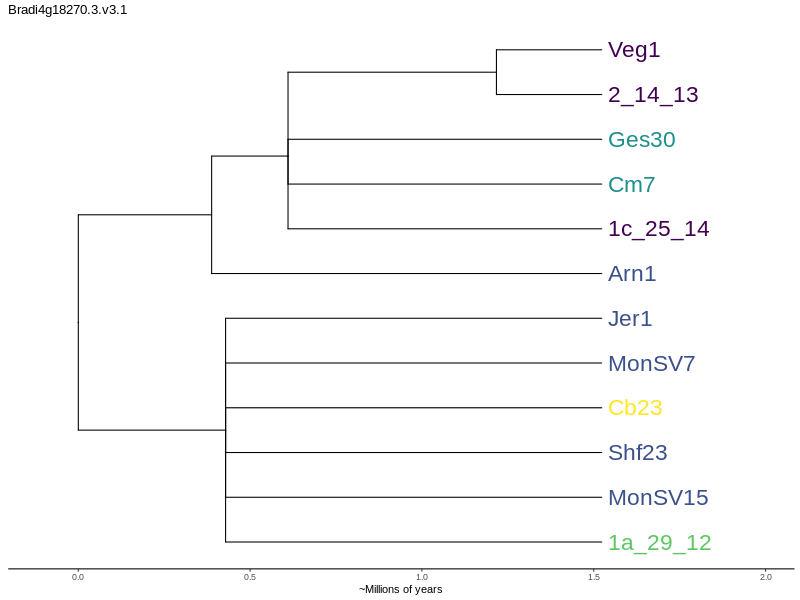 Bradi4g18270.3.v3.1
Veg1
2_14_13
Ges30
Cm7
1c_25_14
Arn1
Jer1
MonSV7
Cb23
Shf23
MonSV15
1a_29_12
0.0 0.5 1.0 1.5 2.0
~Millions of years